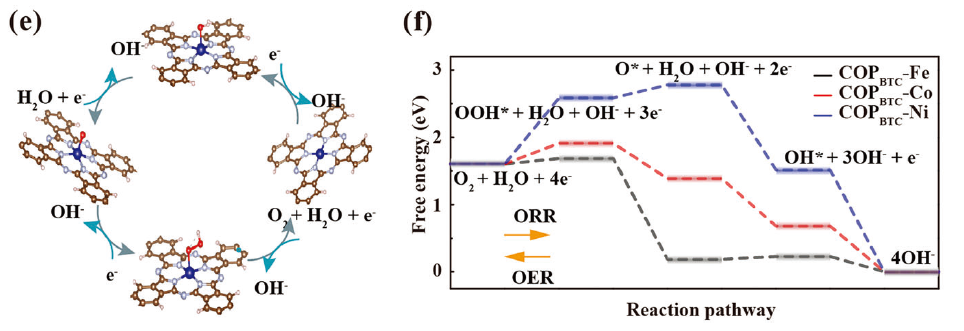 (e)
OH-
e-
H₂O + e-
OH-
OH-
O₂ + H₂O + e-
e-
OH-
(f)
3
2
1
0
Free energy (eV)
O* + H₂O + OH- + 2e-
COP_BTC-Fe
COP_BTC-Co
COP_BTC-Ni
OOH* + H₂O + OH- + 3e-
OH* + 3OH- + e-
O₂ + H₂O + 4e-
ORR
OER
4OH-
Reaction pathway